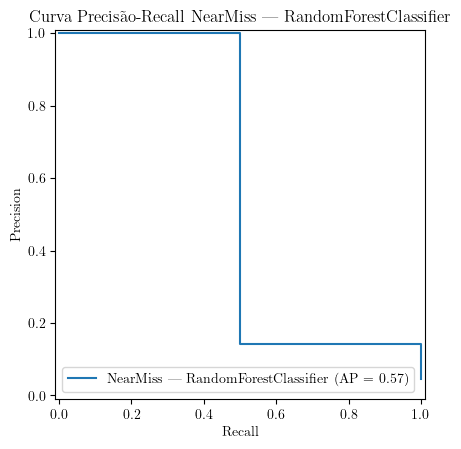 Curva Precisão-Recall NearMiss — RandomForestClassifier
1.0
0.8
0.6
0.4
0.2
0.0
Precision
NearMiss — RandomForestClassifier (AP = 0.57)
0.0 0.2 0.4 0.6 0.8 1.0
Recall